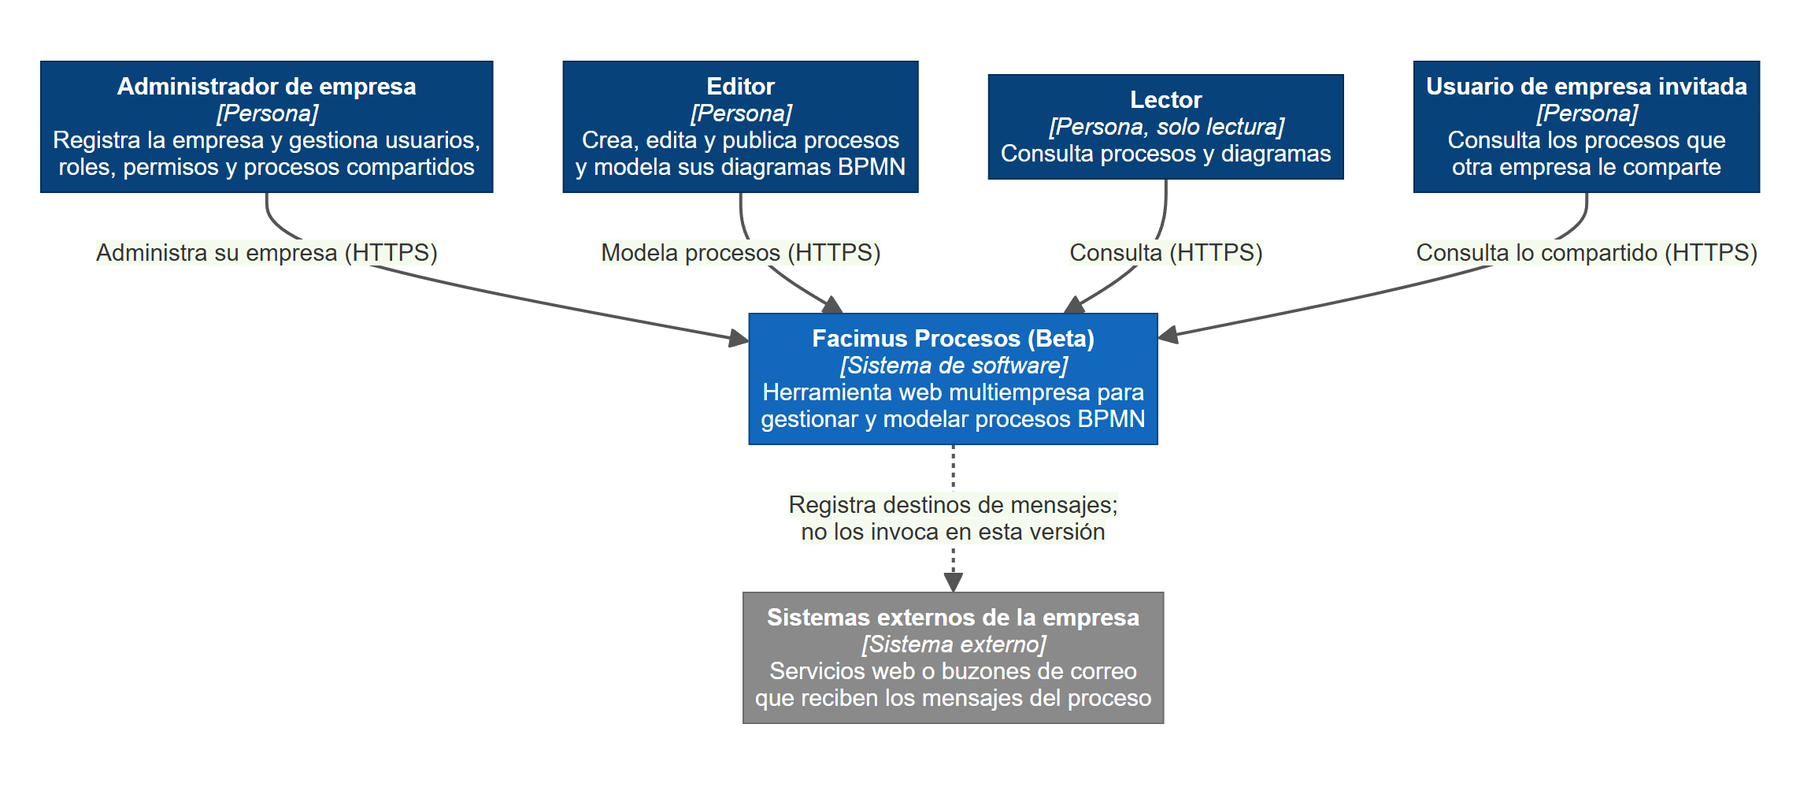 Administrador de empresa
[Persona]
Registra la empresa y gestiona usuarios,
roles, permisos y procesos compartidos
Editor
[Persona]
Crea, edita y publica procesos
y modela sus diagramas BPMN
Lector
[Persona, solo lectura]
Consulta procesos y diagramas
Usuario de empresa invitada
[Persona]
Consulta los procesos que
otra empresa le comparte
Administra su empresa (HTTPS)
Modela procesos (HTTPS)
Consulta (HTTPS)
Consulta lo compartido (HTTPS)
Facimus Procesos (Beta)
[Sistema de software]
Herramienta web multiempresa para
gestionar y modelar procesos BPMN
Registra destinos de mensajes;
no los invoca en esta versión
Sistemas externos de la empresa
[Sistema externo]
Servicios web o buzones de correo
que reciben los mensajes del proceso